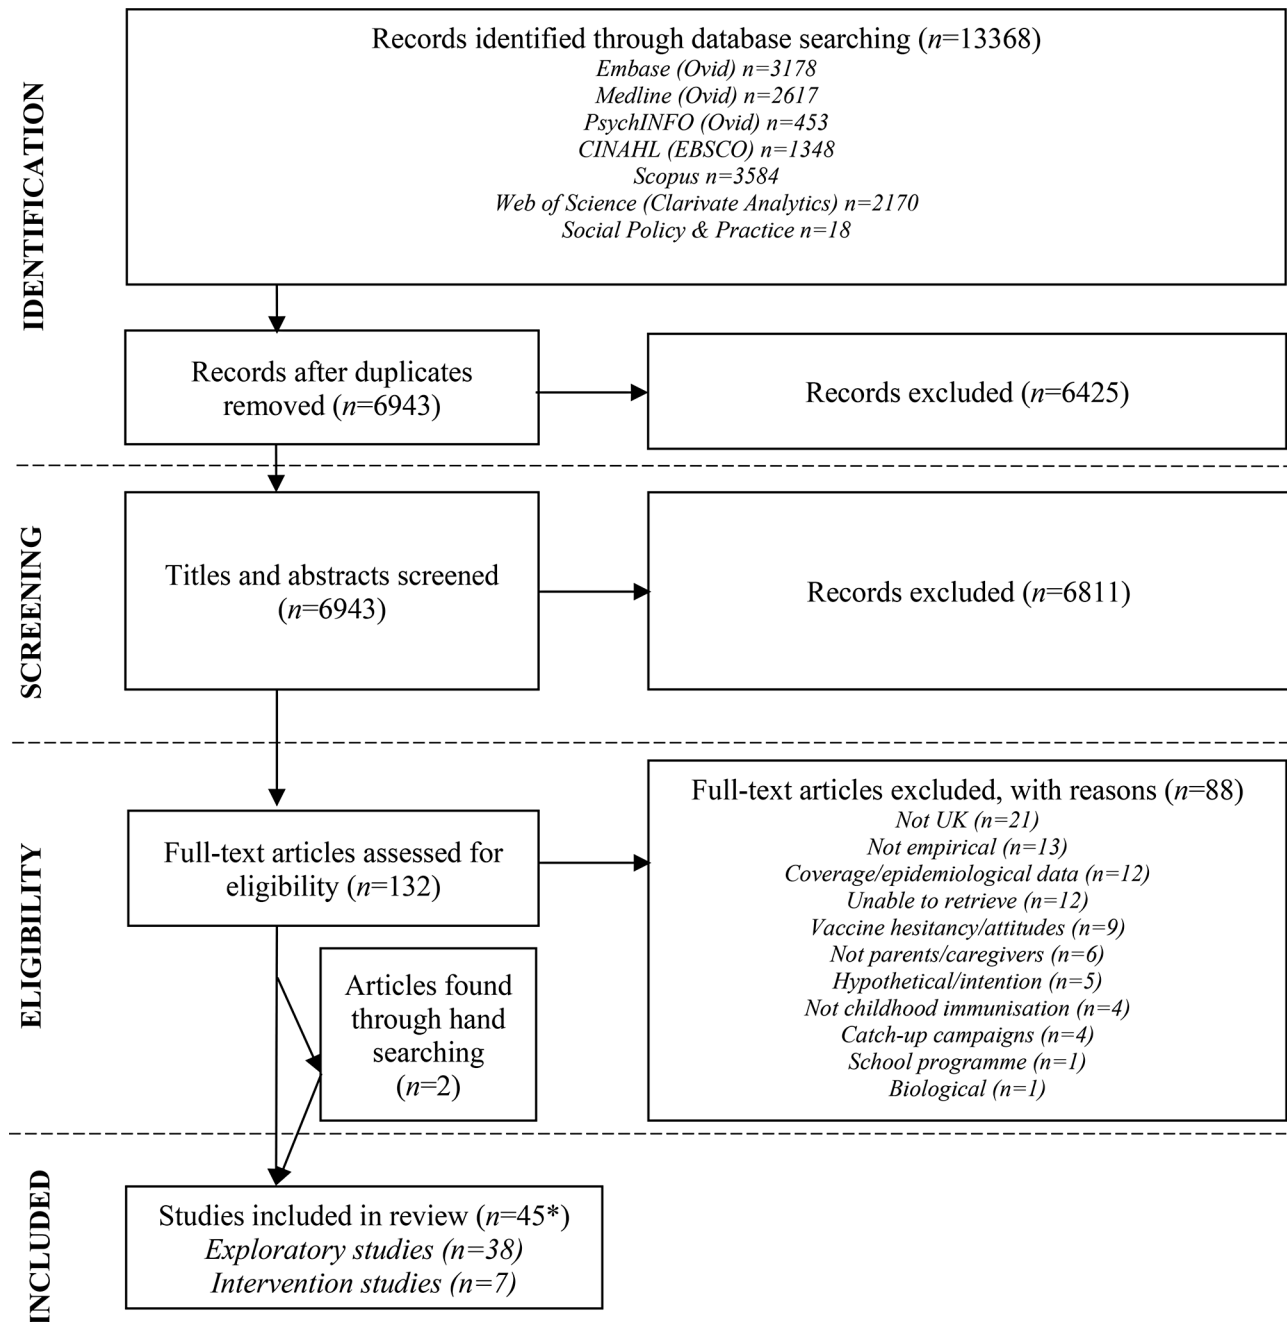 IDENTIFICATION
Records identified through database searching (n=13368)
Embase (Ovid) n=3178
Medline (Ovid) n=2617
PsychINFO (Ovid) n=453
CINAHL (EBSCO) n=1348
Scopus n=3584
Web of Science (Clarivate Analytics) n=2170
Social Policy & Practice n=18
Records after duplicates
removed (n=6943)
Records excluded (n=6425)
SCREENING
Titles and abstracts screened
(n=6943)
Records excluded (n=6811)
ELIGIBILITY
Full-text articles assessed for
eligibility (n=132)
Full-text articles excluded, with reasons (n=88)
Not UK (n=21)
Not empirical (n=13)
Coverage/epidemiological data (n=12)
Unable to retrieve (n=12)
Vaccine hesitancy/attitudes (n=9)
Not parents/caregivers (n=6)
Hypothetical/intention (n=5)
Not childhood immunisation (n=4)
Catch-up campaigns (n=4)
School programme (n=1)
Biological (n=1)
Articles found
through hand
searching
(n=2)
INCLUDED
Studies included in review (n=45*)
Exploratory studies (n=38)
Intervention studies (n=7)